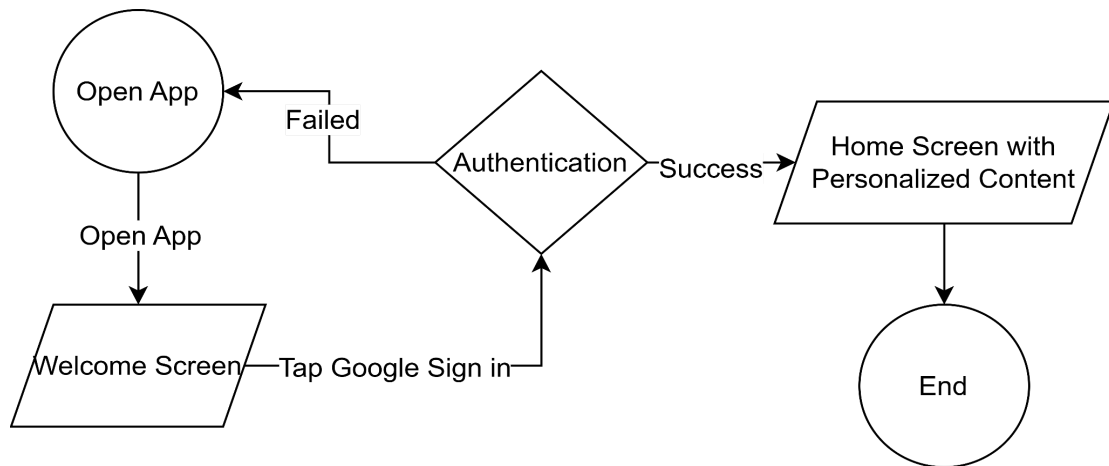 Open App
Failed
Authentication
Success
Home Screen with
Personalized Content
Open App
Welcome Screen
Tap Google Sign in
End